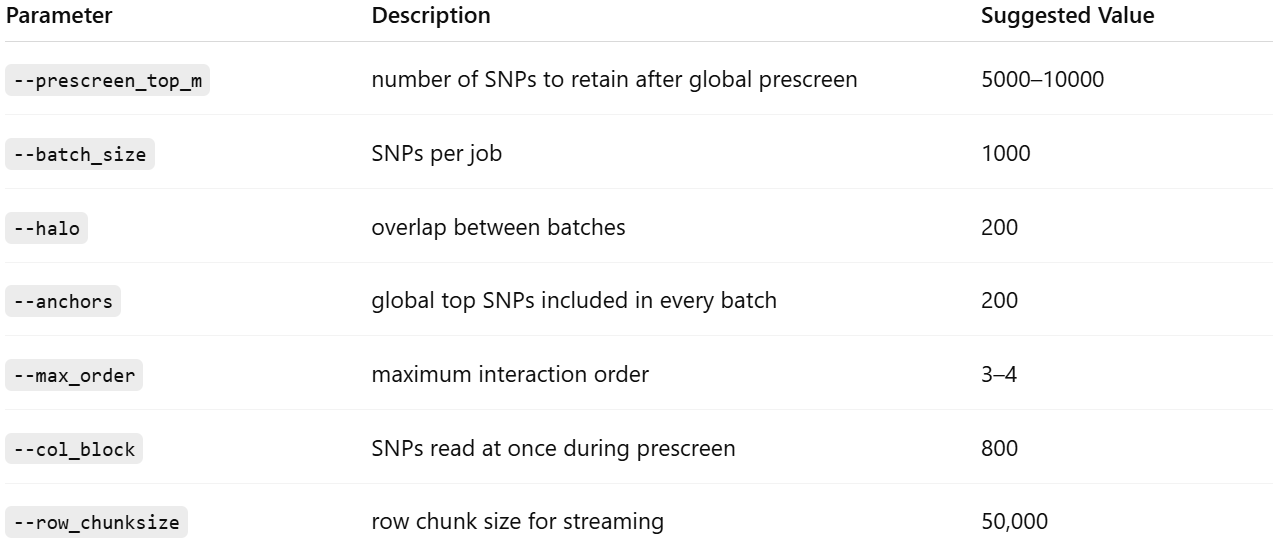 Parameter Description Suggested Value
--prescreen_top_m number of SNPs to retain after global prescreen 5000–10000
--batch_size SNPs per job 1000
--halo overlap between batches 200
--anchors global top SNPs included in every batch 200
--max_order maximum interaction order 3–4
--col_block SNPs read at once during prescreen 800
--row_chunksize row chunk size for streaming 50,000